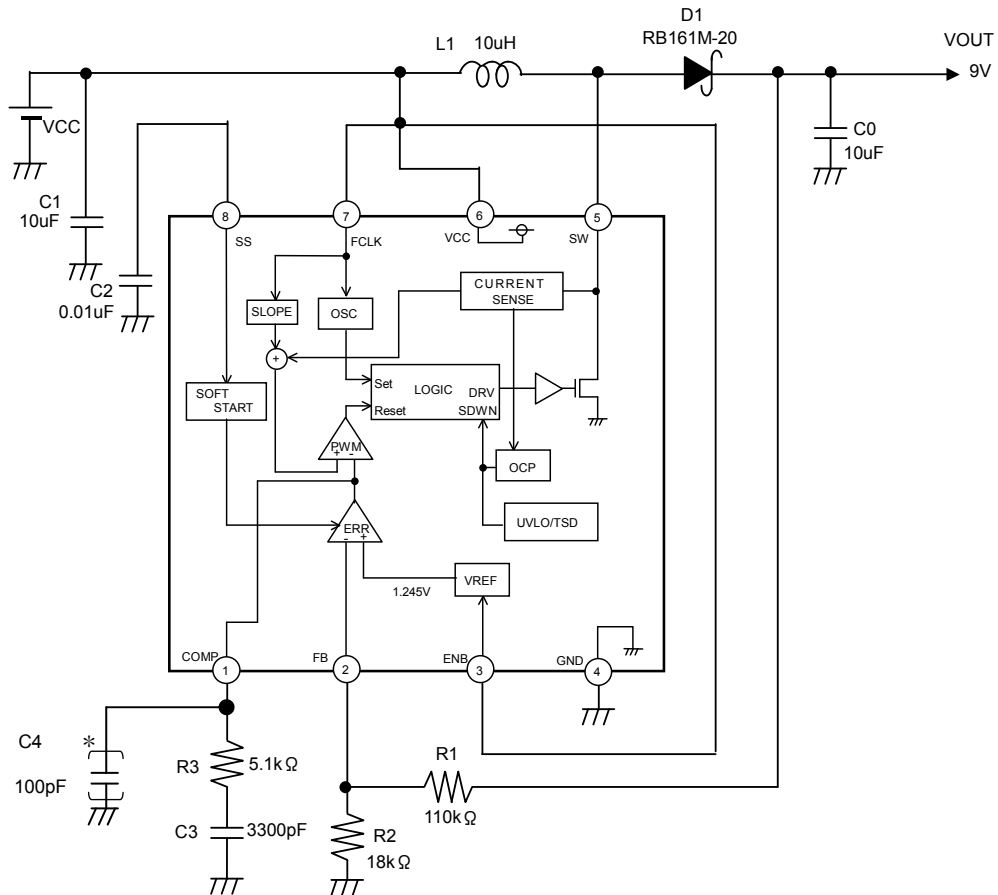 D1
RB161M-20
L1 10uH
VOUT
9V
VCC
C0
10uF
C1
10uF
8
7
6
5
SS
FCLK
VCC
SW
C2
0.01uF
CURRENT
SENSE
SLOPE
OSC
+
SOFT
START
Set
LOGIC
DRV
Reset
SDWN
PWM
+ -
OCP
UVLO/TSD
ERR
- +
VREF
1.245V
COMP
FB
ENB
GND
1
2
3
4
C4
*
100pF
R3
5.1kΩ
R1
110kΩ
C3
3300pF
R2
18kΩ